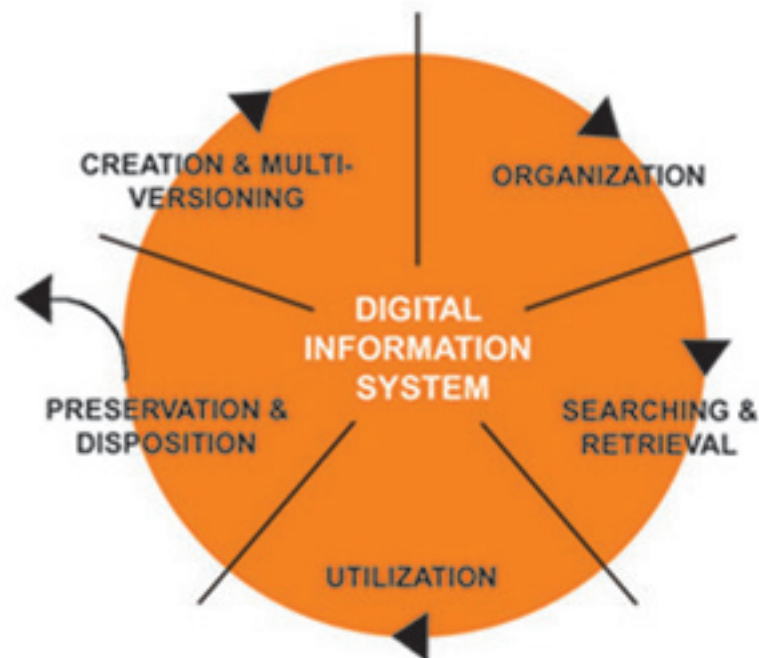 CREATION & MULTI-
VERSIONING
ORGANIZATION
DIGITAL
INFORMATION
SYSTEM
PRESERVATION &
DISPOSITION
SEARCHING &
RETRIEVAL
UTILIZATION